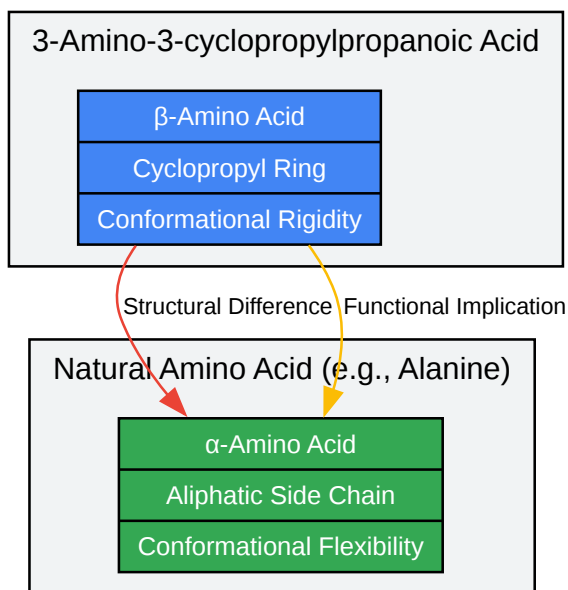 3-Amino-3-cyclopropylpropanoic Acid
β-Amino Acid
Cyclopropyl Ring
Conformational Rigidity
Structural Difference
Functional Implication
Natural Amino Acid (e.g., Alanine)
α-Amino Acid
Aliphatic Side Chain
Conformational Flexibility